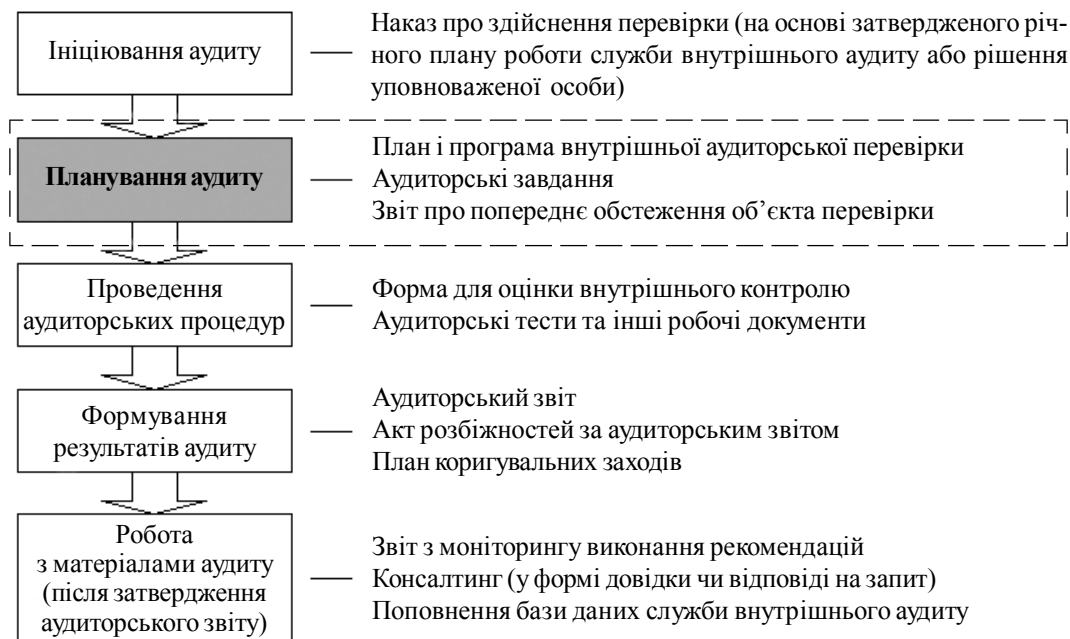 Ініціювання аудиту
Наказ про здійснення перевірки (на основі затвердженого річ-
ного плану роботи служби внутрішнього аудиту або рішення
уповноваженої особи)
Планування аудиту
План і програма внутрішньої аудиторської перевірки
Аудиторські завдання
Звіт про попереднє обстеження об’єкта перевірки
Проведення
аудиторських процедур
Форма для оцінки внутрішнього контролю
Аудиторські тести та інші робочі документи
Формування
результатів аудиту
Аудиторський звіт
Акт розбіжностей за аудиторським звітом
План коригувальних заходів
Робота
з матеріалами аудиту
(після затвердження
аудиторського звіту)
Звіт з моніторингу виконання рекомендацій
Консалтинг (у формі довідки чи відповіді на запит)
Поповнення бази даних служби внутрішнього аудиту